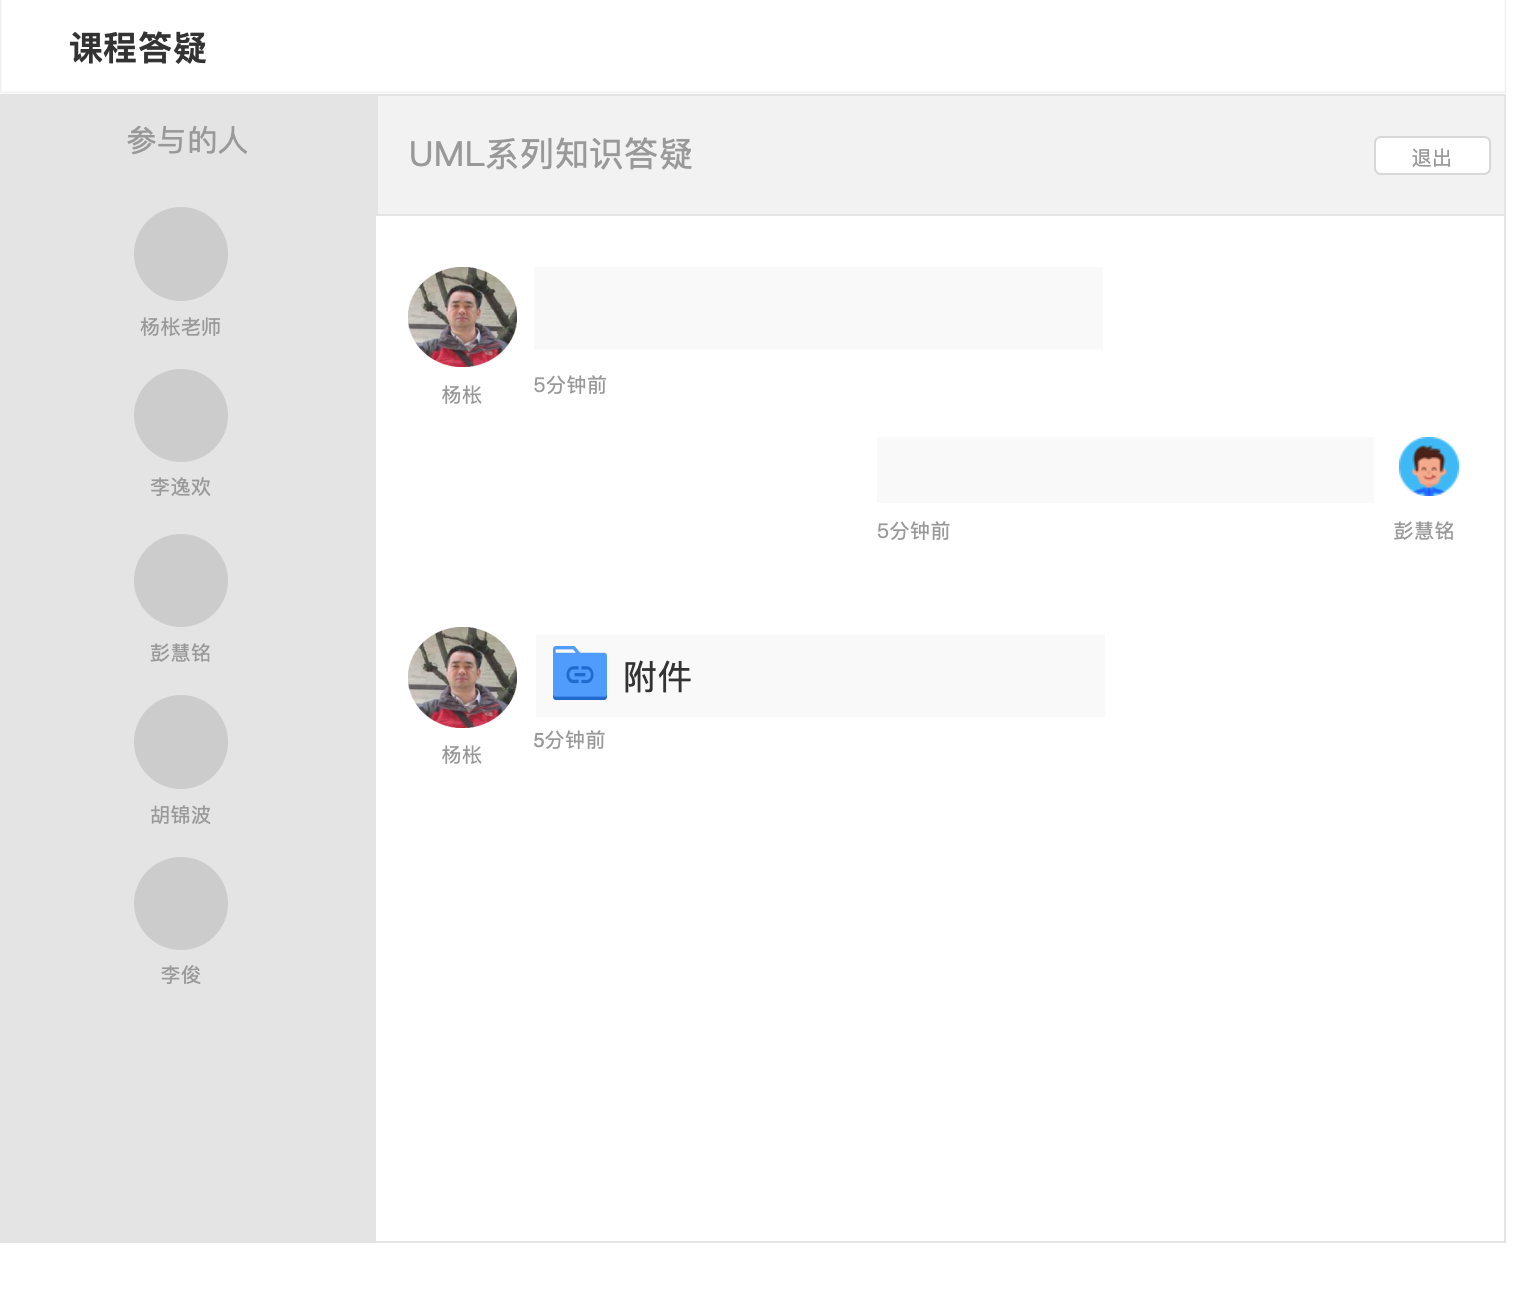 课程答疑
参与的人
杨枨老师
李逸欢
彭慧铭
胡锦波
李俊
UML系列知识答疑
退出
杨枨
5分钟前
5分钟前
彭慧铭
附件
杨枨
5分钟前